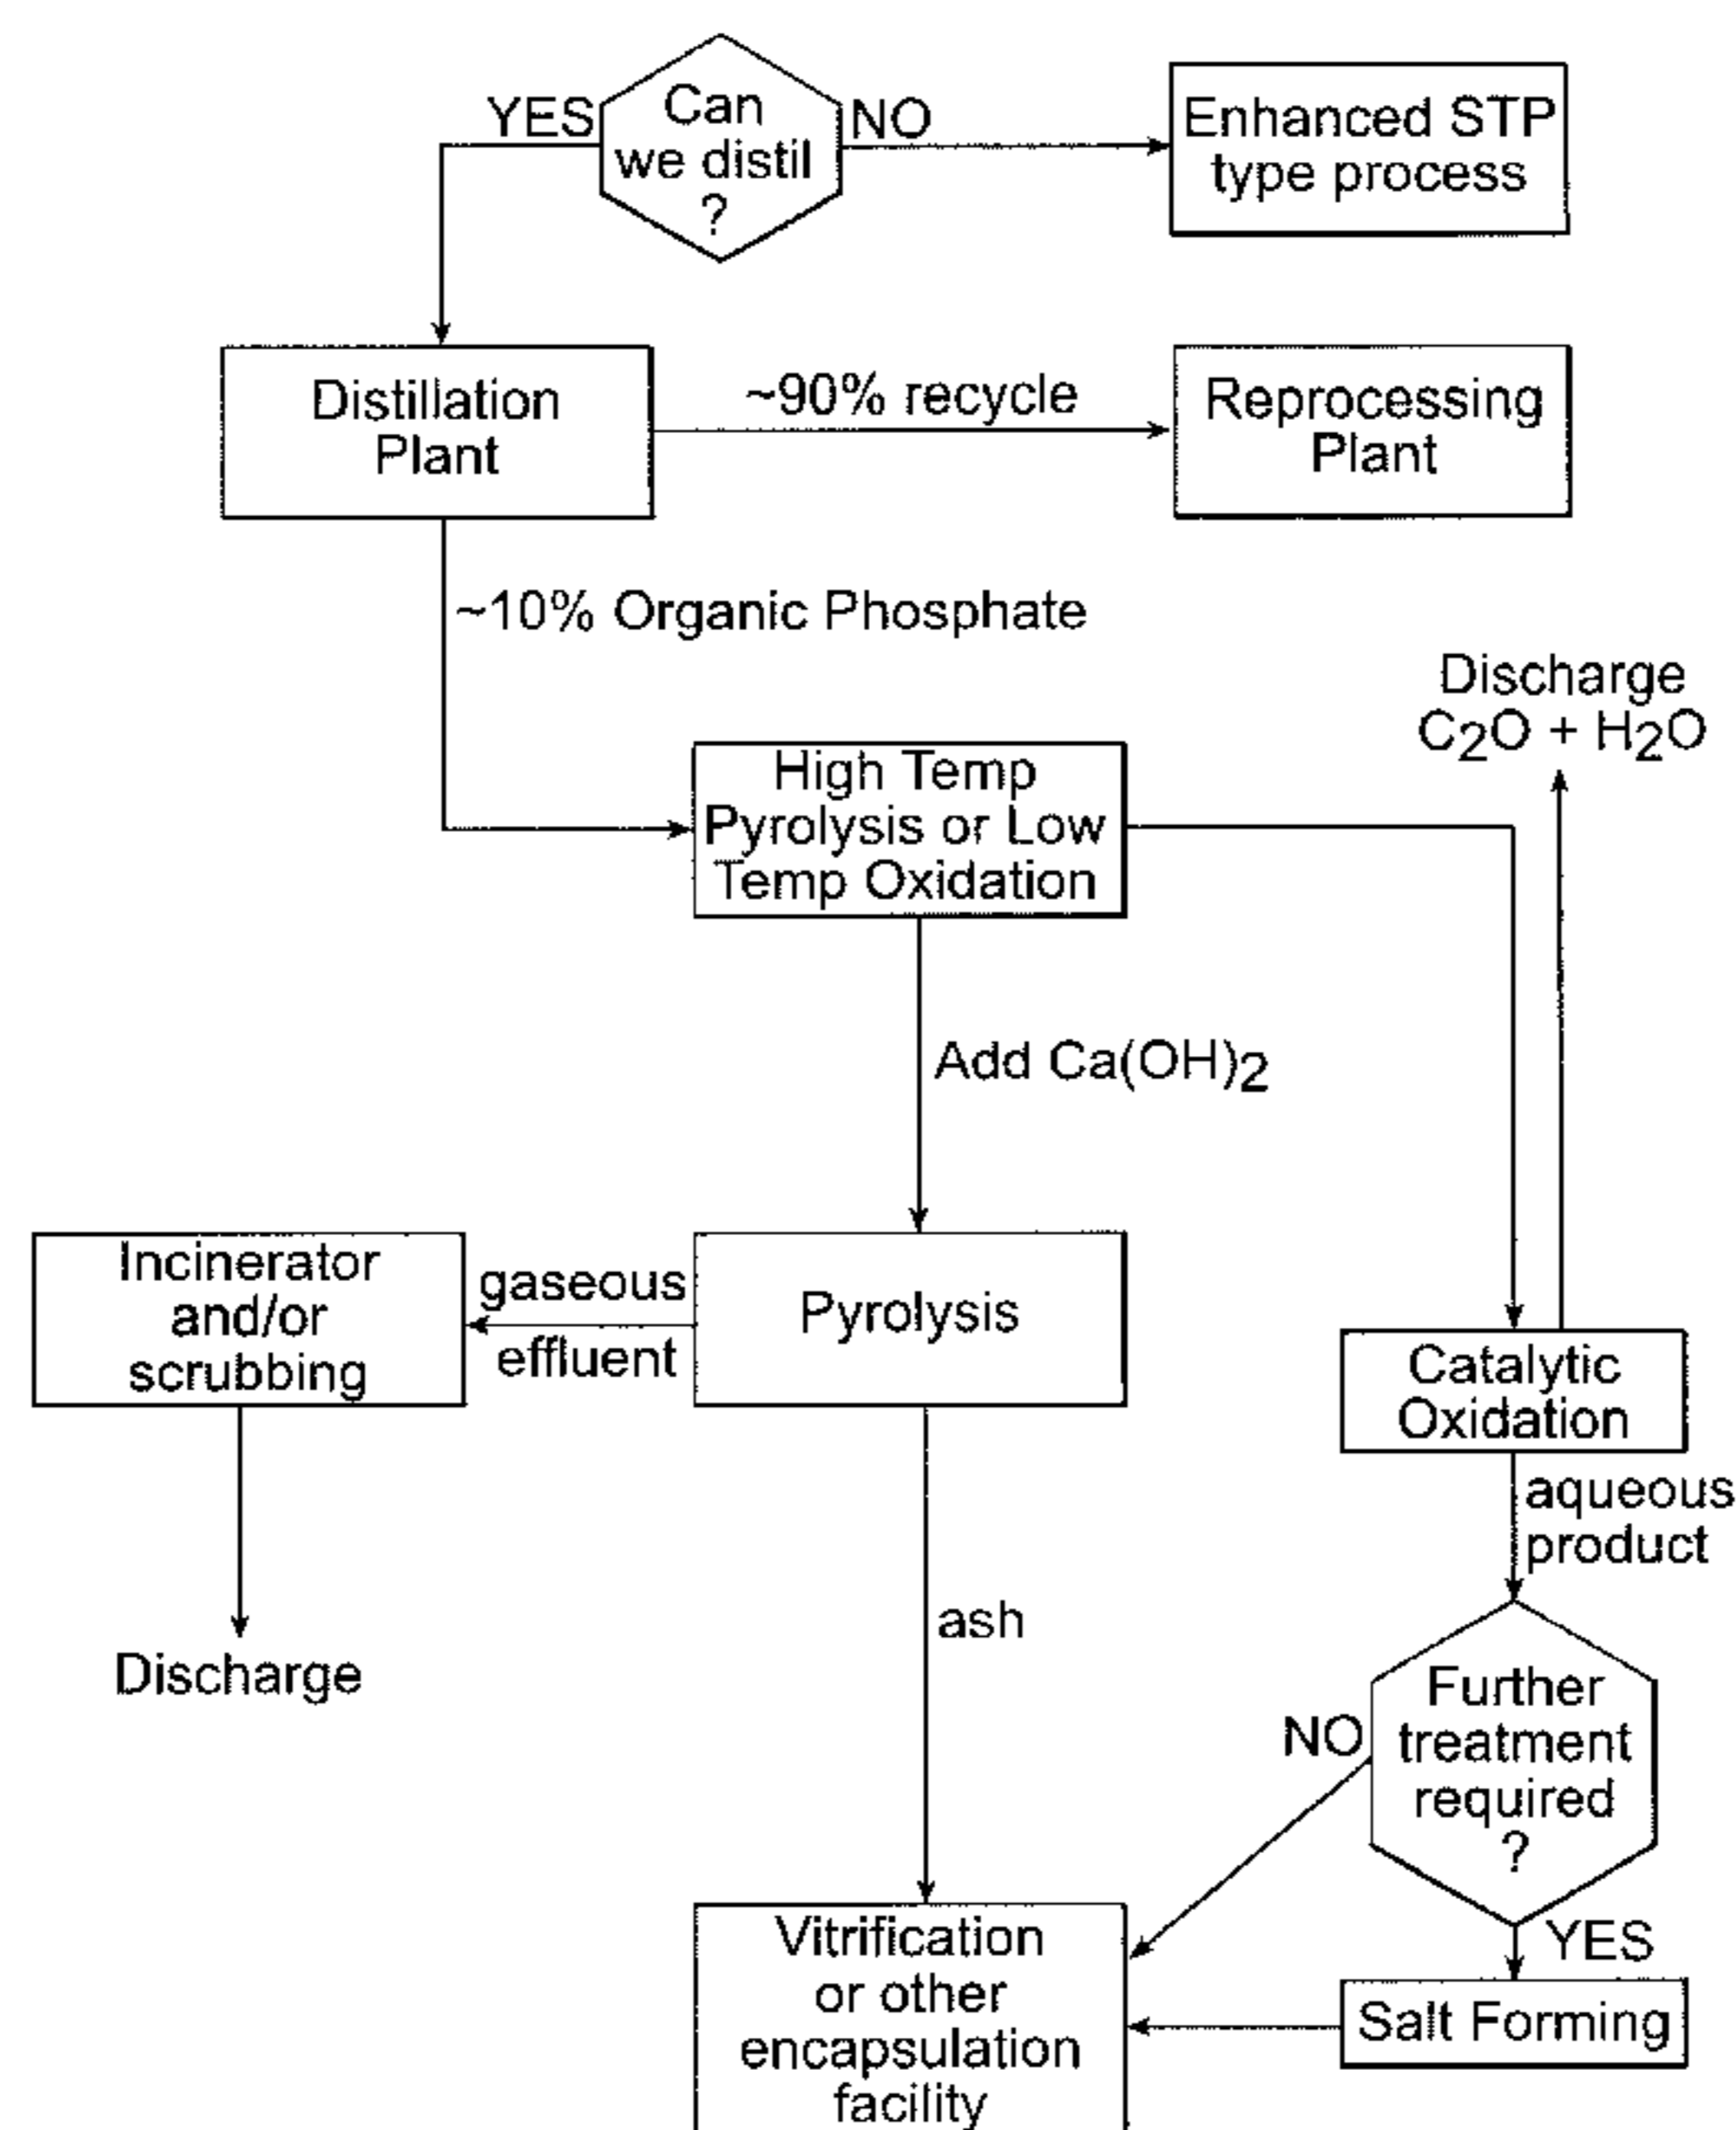 Can
we distil
?
YES
NO
Enhanced STP
type process
Distillation
Plant
~90% recycle
Reprocessing
Plant
~10% Organic Phosphate
Discharge
C2O + H2O
High Temp
Pyrolysis or Low
Temp Oxidation
Add Ca(OH)2
Incinerator
and/or
scrubbing
gaseous
effluent
Pyrolysis
Catalytic
Oxidation
aqueous
product
ash
Discharge
Further
treatment
required
?
NO
YES
Vitrification
or other
encapsulation
facility
Salt Forming